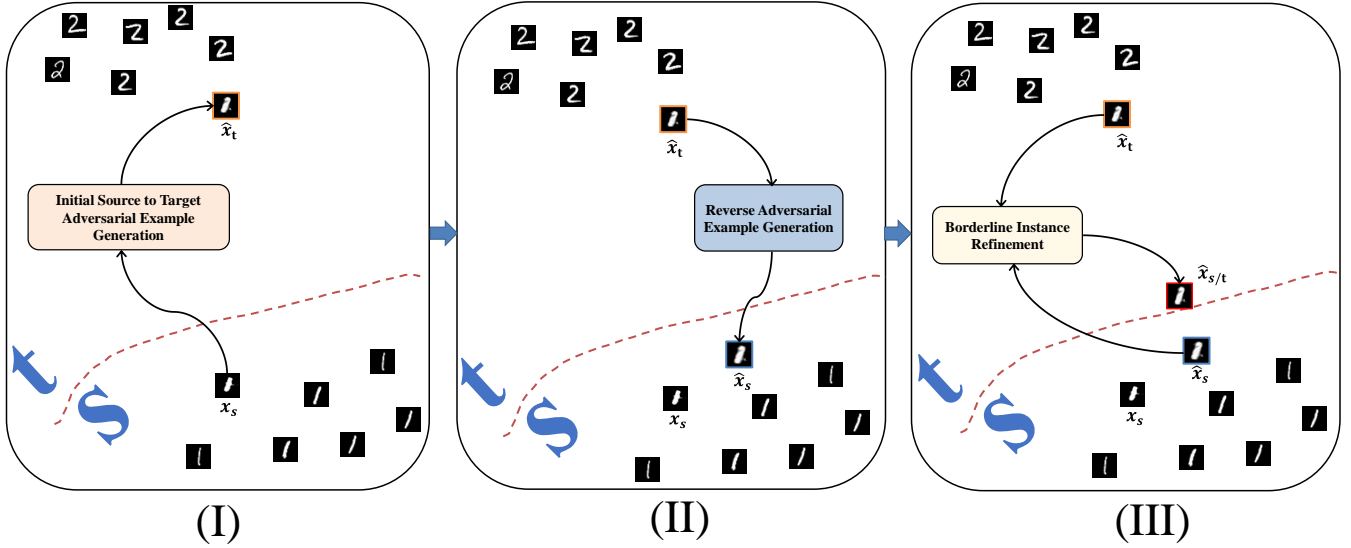 x̂t
Initial Source to Target
Adversarial Example
Generation
t
s
xs
(I)
x̂t
Reverse Adversarial
Example Generation
t
s
x̂s
xs
(II)
x̂t
Borderline Instance
Refinement
x̂s/t
t
s
x̂s
xs
(III)